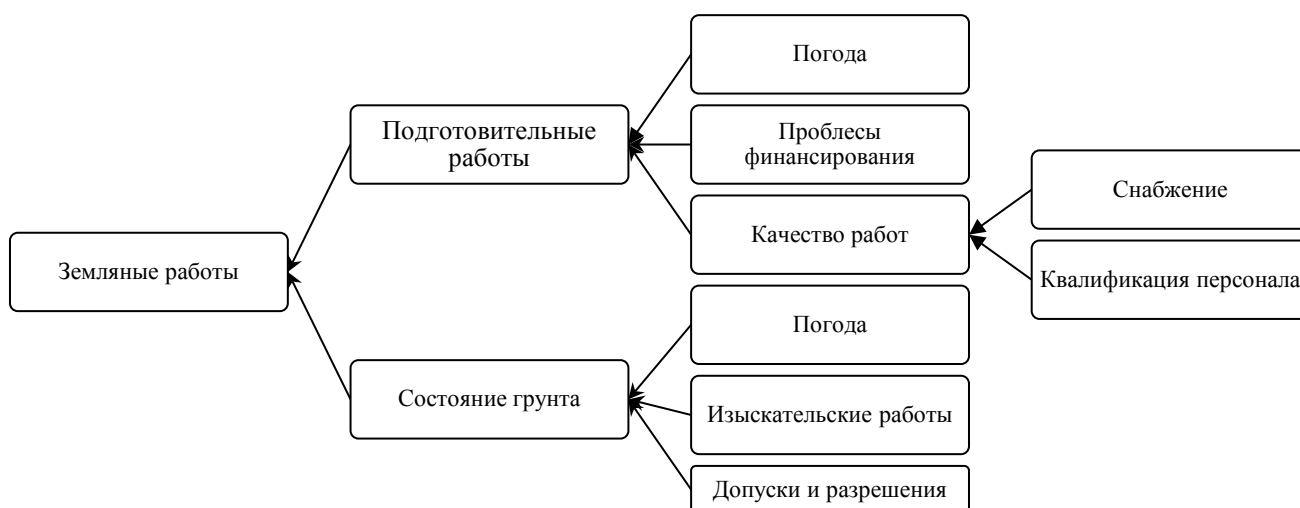 Погода
Подготовительные
работы
Проблесы
финансирования
Снабжение
Качество работ
Земляные работы
Квалификация персонала
Погода
Состояние грунта
Изыскательские работы
Допуски и разрешения